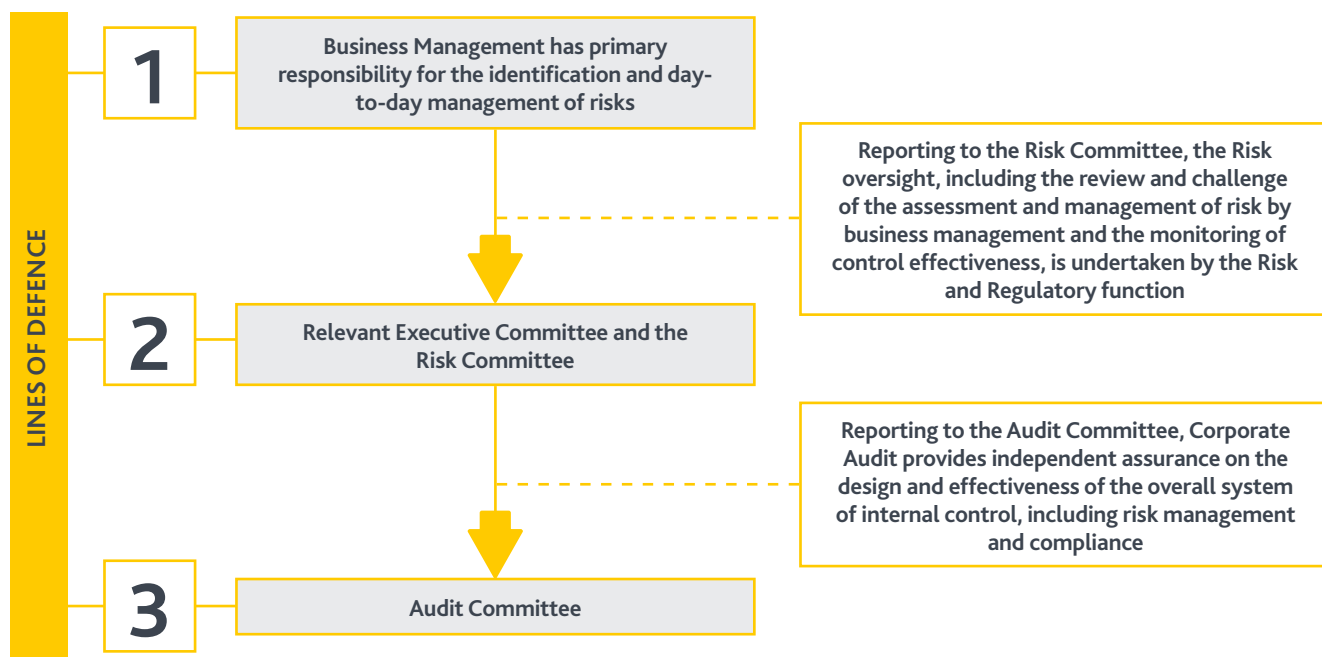 LINES OF DEFENCE
1
Business Management has primary
responsibility for the identification and day-
to-day management of risks
Reporting to the Risk Committee, the Risk
oversight, including the review and challenge
of the assessment and management of risk by
business management and the monitoring of
control effectiveness, is undertaken by the Risk
and Regulatory function
2
Relevant Executive Committee and the
Risk Committee
Reporting to the Audit Committee, Corporate
Audit provides independent assurance on the
design and effectiveness of the overall system
of internal control, including risk management
and compliance
3
Audit Committee